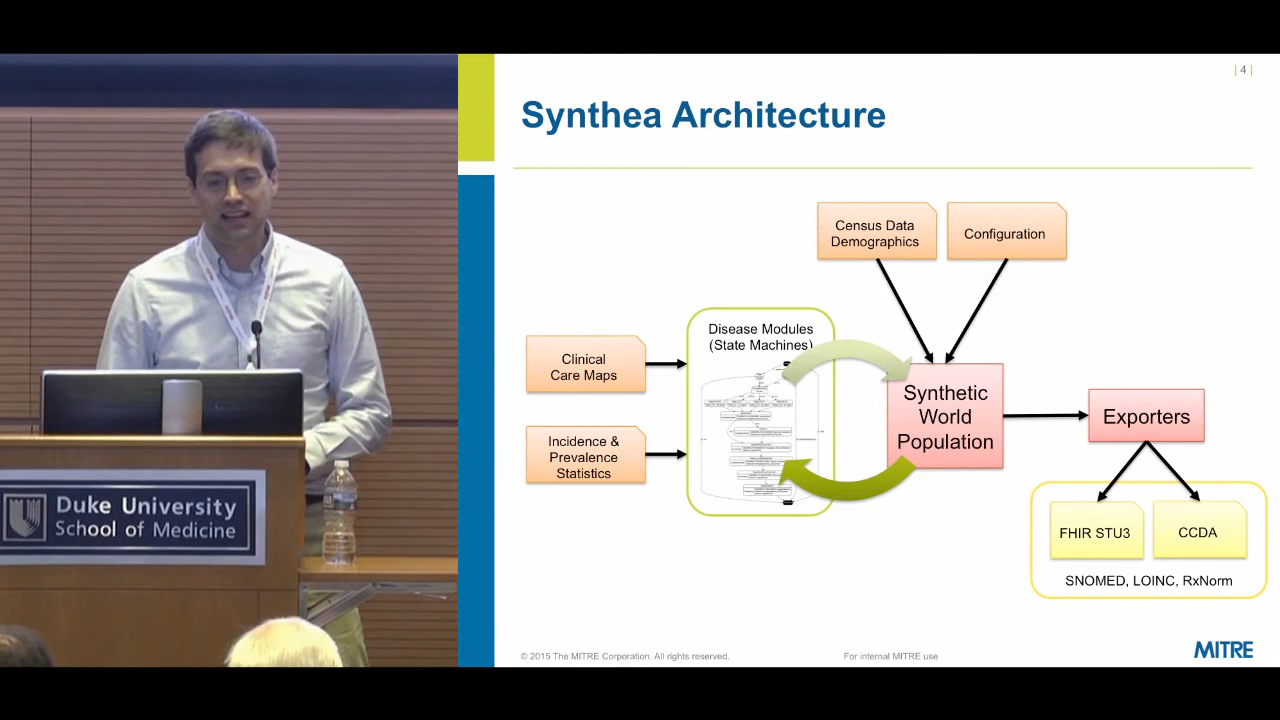 | 4 |
Synthea Architecture
Census Data
Demographics
Configuration
Disease Modules
(State Machines)
Clinical
Care Maps
Incidence &
Prevalence
Statistics
Synthetic
World
Population
Exporters
FHIR STU3
CCDA
SNOMED, LOINC, RxNorm
© 2015 The MITRE Corporation. All rights reserved.
For internal MITRE use
MITRE
Duke University
School of Medicine